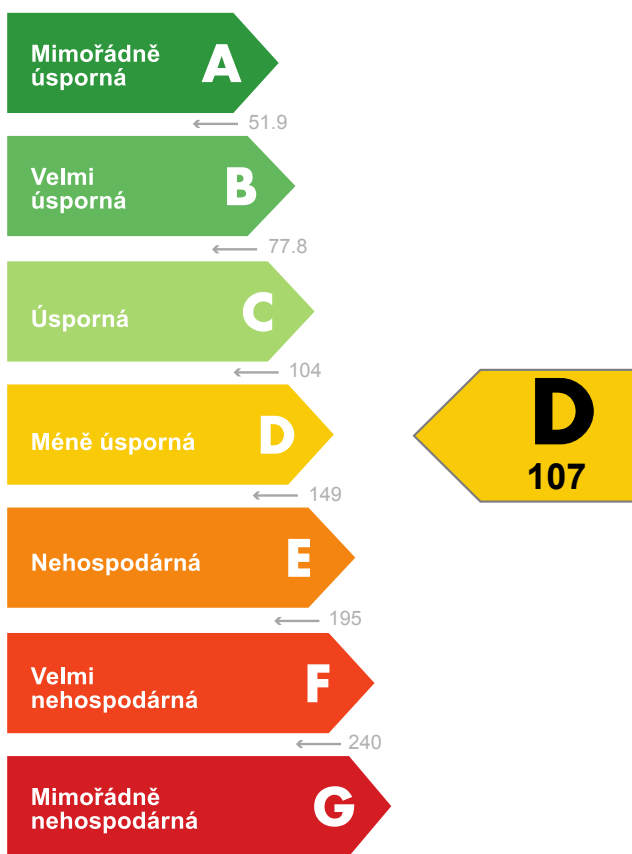 Mimořádně
úsporná
A
← 51.9
Velmi
úsporná
B
← 77.8
Úsporná
C
← 104
Méně úsporná
D
← 149
D
107
Nehospodárná
E
← 195
Velmi
nehospodárná
F
← 240
Mimořádně
nehospodárná
G